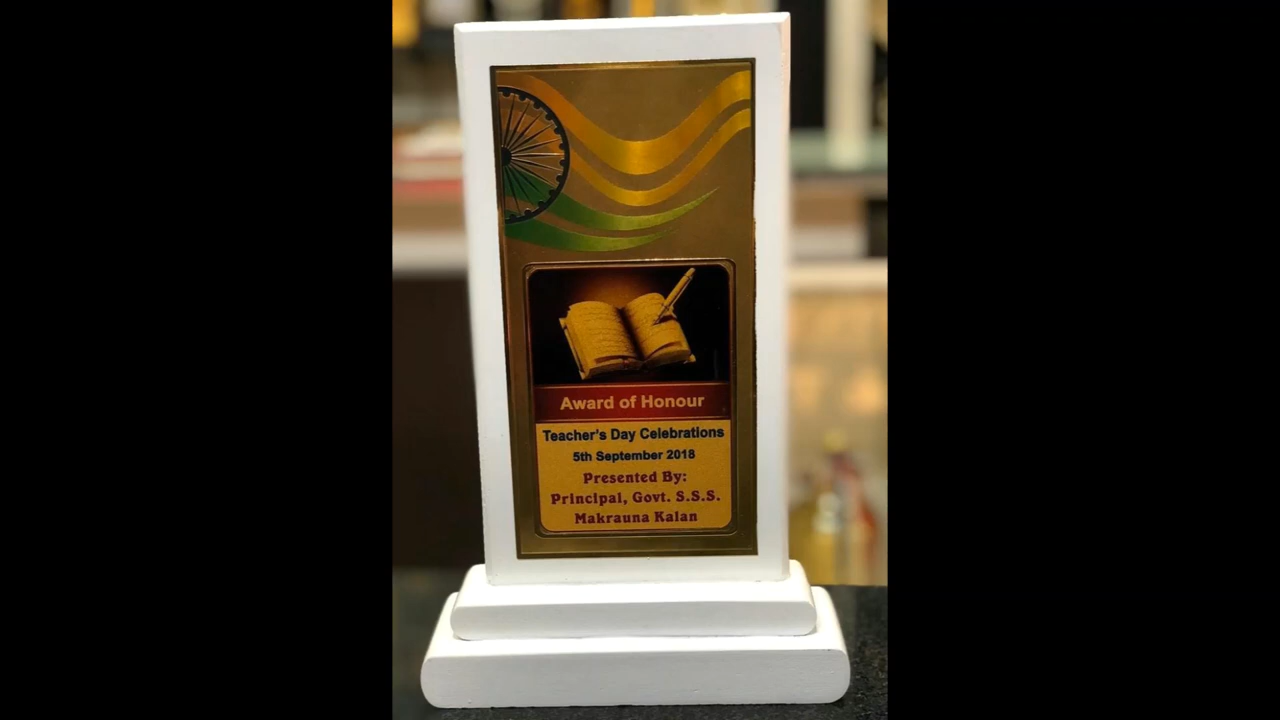 Award of Honour
Teacher's Day Celebrations
5th September 2018
Presented By:
Principal, Govt. S.S.S.
Makrauna Kalan